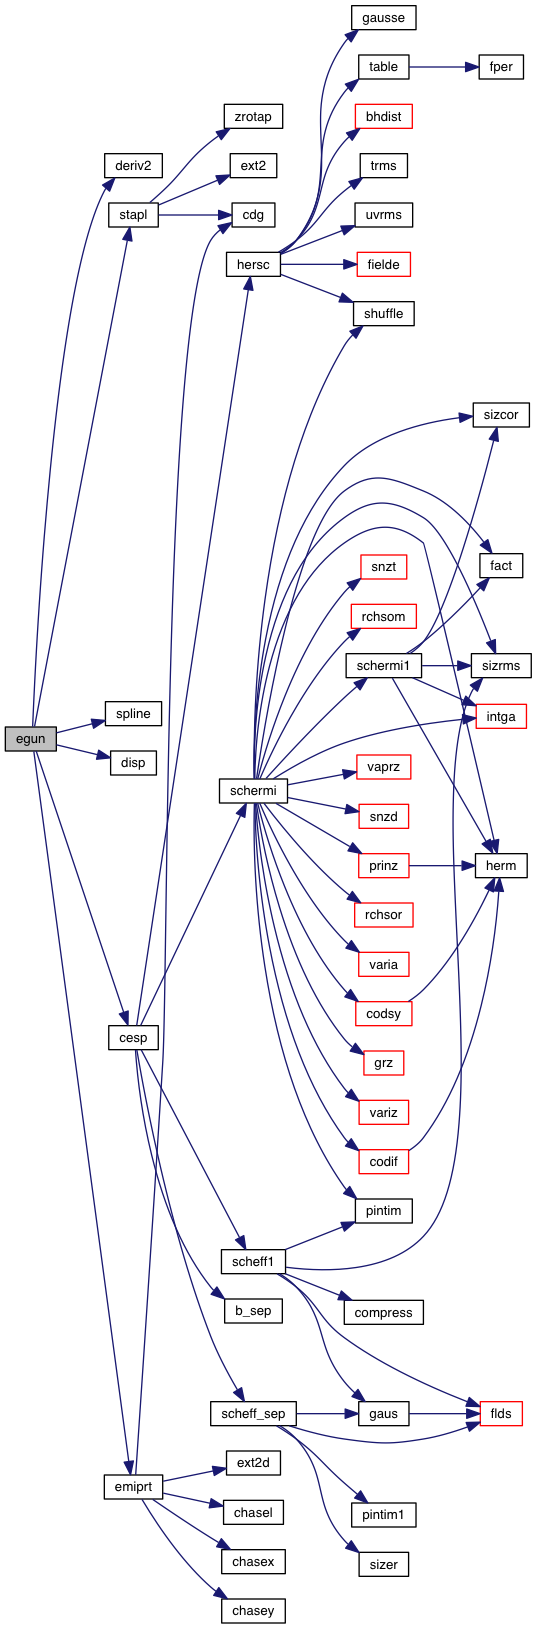 gausse
table
fper
bhdist
zrotap
trms
deriv2
ext2
stapl
cdg
uvrms
hersc
fielde
shuffle
sizcor
snzt
fact
rchsom
schermi1
sizrms
spline
intga
egun
disp
vaprz
schermi
snzd
prinz
herm
rchsor
varia
codsy
cesp
grz
variz
codif
pintim
scheff1
b_sep
compress
scheff_sep
gaus
flds
ext2d
emiprt
chasel
pintim1
chasex
sizer
chasey